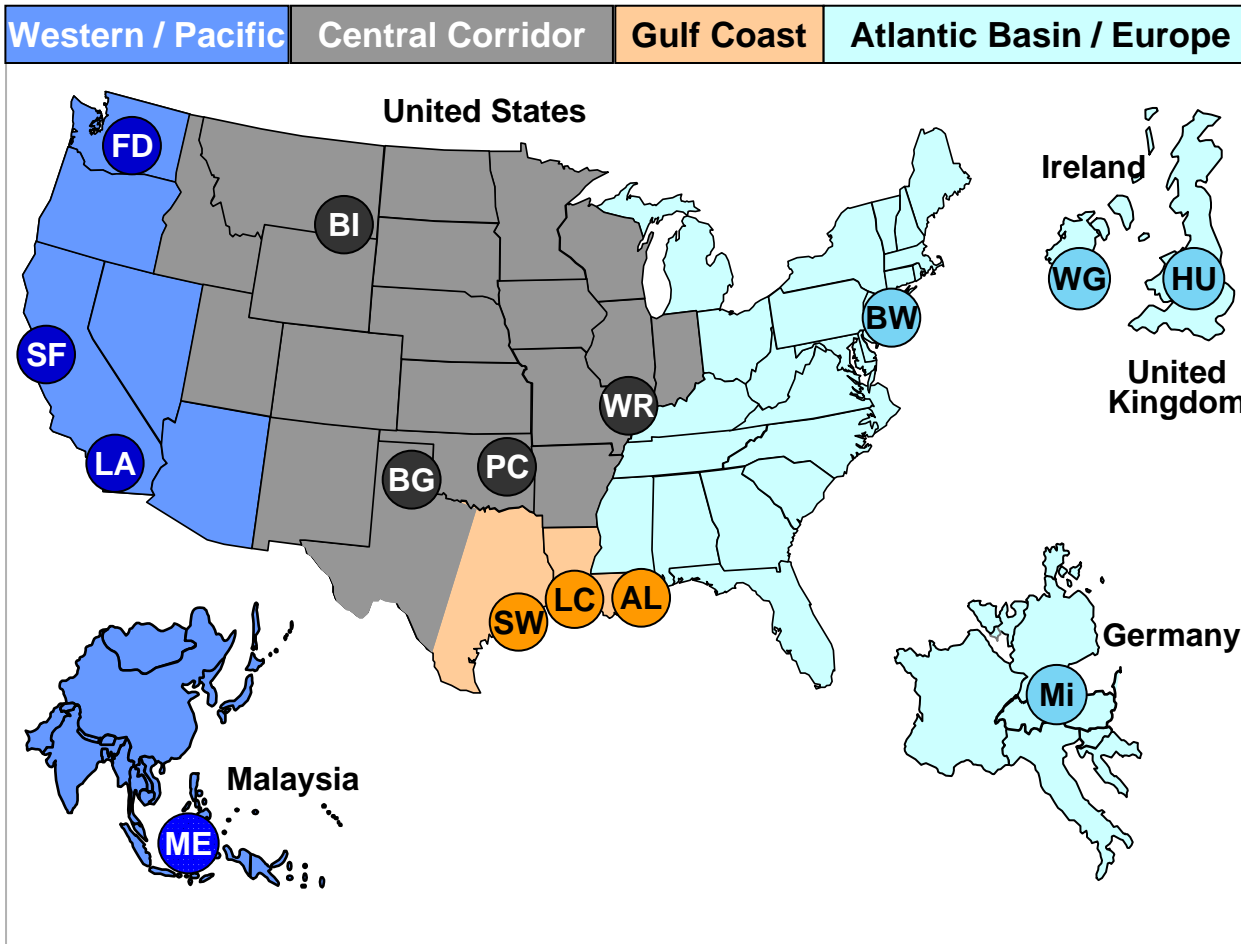 Western / Pacific
Central Corridor
Gulf Coast
Atlantic Basin / Europe
United States
FD
BI
SF
LA
BG
PC
WR
BW
SW
LC
AL
Ireland
WG
HU
United
Kingdom
Malaysia
ME
Germany
Mi